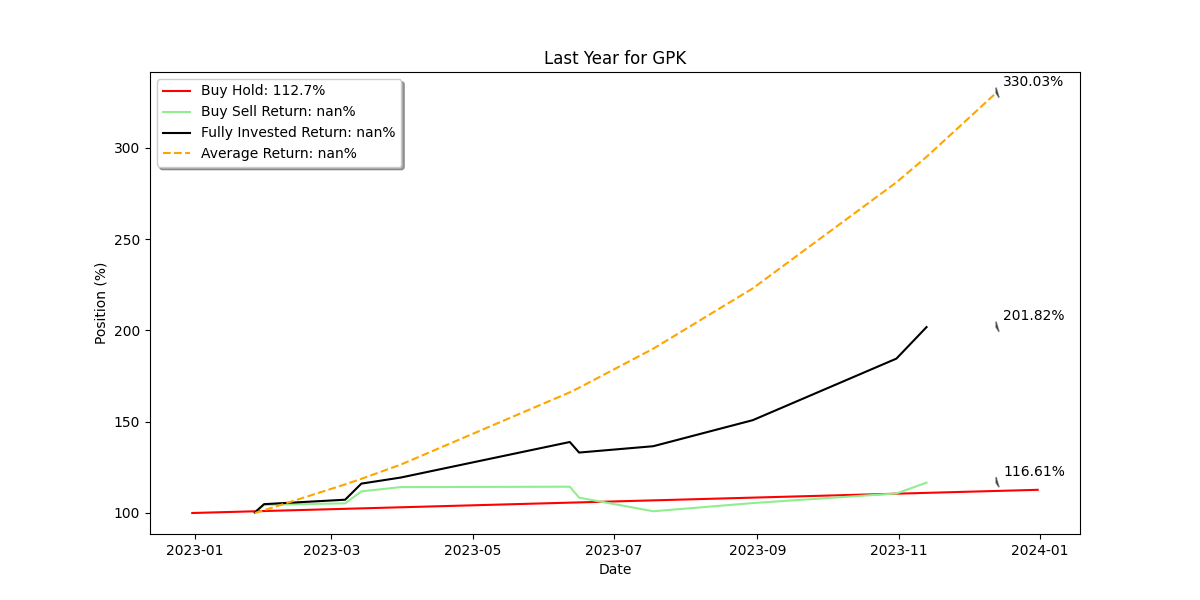 Last Year for GPK
Buy Hold: 112.7%
Buy Sell Return: nan%
Fully Invested Return: nan%
Average Return: nan%
330.03%
201.82%
116.61%
Position (%)
300
250
200
150
100
2023-01
2023-03
2023-05
2023-07
2023-09
2023-11
2024-01
Date